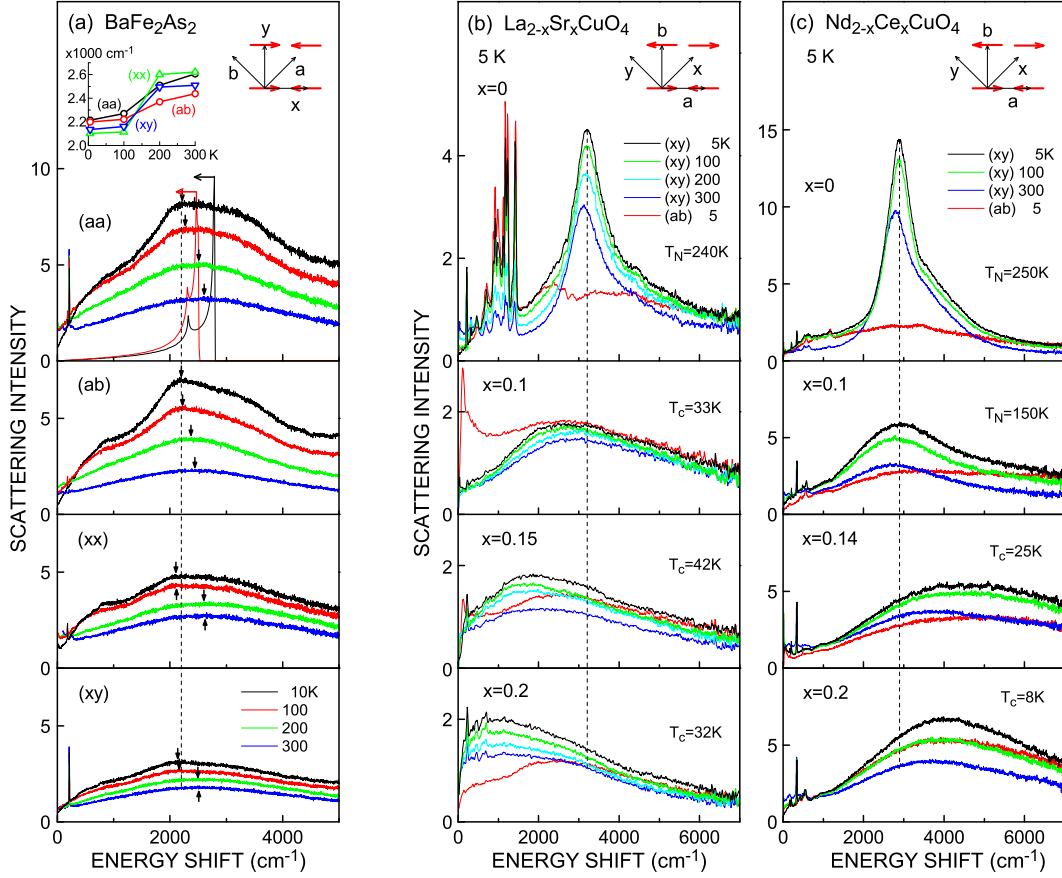 (a) BaFe2As2
x1000 cm-1
2.6
2.4
2.2
2.0
0
100
200
300 K
(xx)
(aa)
(ab)
(xy)
y
b
a
x
10
5
0
(aa)
5
0
(ab)
5
0
(xx)
5
0
(xy)
10K
100
200
300
0
2000
4000
SCATTERING INTENSITY
ENERGY SHIFT (cm-1)
(b) La2-xSrxCuO4
5 K
x=0
b
y
x
a
(xy) 5K
(xy) 100
(xy) 200
(xy) 300
(ab) 5
TN=240K
4
2
0
x=0.1
Tc=33K
2
0
x=0.15
Tc=42K
2
0
x=0.2
Tc=32K
2
0
0
2000
4000
6000
SCATTERING INTENSITY
ENERGY SHIFT (cm-1)
(c) Nd2-xCexCuO4
5K
b
y
x
a
15
10
5
0
x=0
(xy) 5K
(xy) 100
(xy) 300
(ab) 5
TN=250K
x=0.1
TN=150K
5
0
x=0.14
Tc=25K
5
0
x=0.2
Tc=8K
5
0
0
2000
4000
6000
ENERGY SHIFT (cm-1)